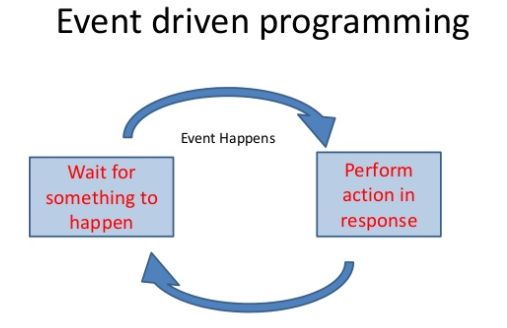 Event driven programming
Event Happens
Wait for
something to
happen
Perform
action in
response